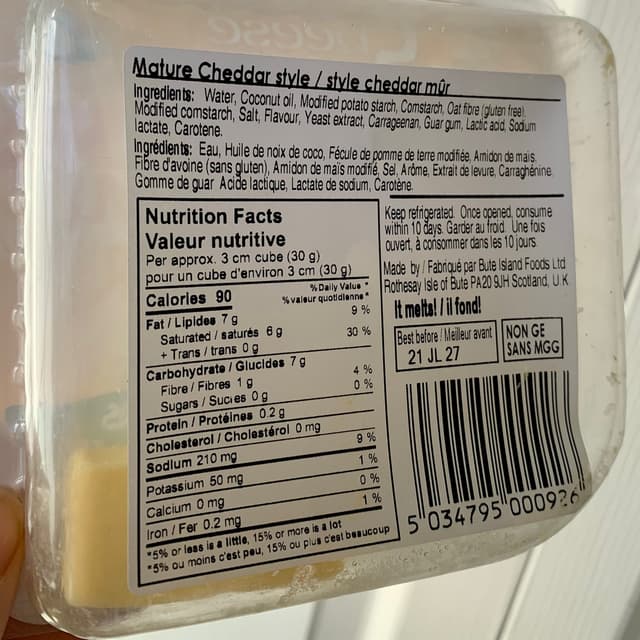 Mature Cheddar style / style cheddar mûr
Ingredients: Water, Coconut oil, Modified potato starch, Cornstarch, Oat fibre (gluten free),
Modified cornstarch, Salt, Flavour, Yeast extract, Carrageenan, Guar gum, Lactic acid, Sodium
lactate, Carotene.
Ingrédients: Eau, Huile de noix de coco, Fécule de pomme de terre modifiée, Amidon de maïs,
Fibre d'avoine (sans gluten), Amidon de maïs modifié, Sel, Arôme, Extrait de levure, Carraghénine,
Gomme de guar Acide lactique, Lactate de sodium, Carotène.
Nutrition Facts
Valeur nutritive
Per approx. 3 cm cube (30 g)
pour un cube d'environ 3 cm (30 g)
Calories 90
% Daily Value *
% valeur quotidienne *
Fat / Lipides 7 g 9 %
Saturated / saturés 6 g 30 %
+ Trans / trans 0 g
Carbohydrate / Glucides 7 g
Fibre / Fibres 1 g 4 %
Sugars / Sucres 0 g 0 %
Protein / Protéines 0.2 g
Cholesterol / Cholestérol 0 mg
Sodium 210 mg 9 %
Potassium 50 mg 1 %
Calcium 0 mg 0 %
Iron / Fer 0.2 mg 1 %
*5% or less is a little, 15% or more is a lot
*5% ou moins c'est peu, 15% ou plus c'est beaucoup
Keep refrigerated. Once opened, consume
within 10 days. Garder au froid. Une fois
ouvert, à consommer dans les 10 jours.
Made by / Fabriqué par Bute Island Foods Ltd
Rothesay Isle of Bute PA20 9JH Scotland, U.K
It melts! / il fond!
Best before / Meilleur avant
21 JL 27
NON GE
SANS MGG
5 034795 000926